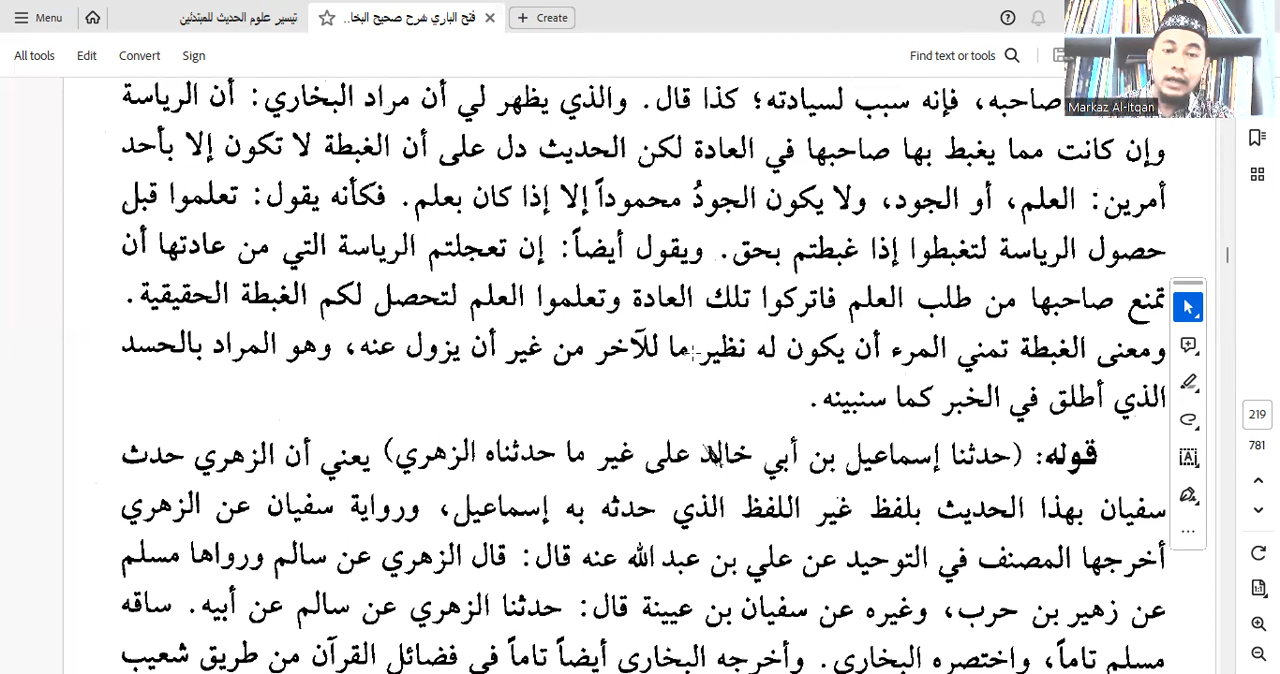 Menu
تيسير علوم الحديث للمبتدئين
فتح الباري شرح صحيح البخا..
Create
All tools
Edit
Convert
Sign
Find text or tools
Markaz Al-Itqan
صاحبه، فإنه سبب لسيادته؛ كذا قال. والذي يظهر لي أن مراد البخاري: أن الرياسة
وإن كانت مما يغبط بها صاحبها في العادة لكن الحديث دل على أن الغبطة لا تكون إلا بأحد
أمرين: العلم، أو الجود، ولا يكون الجودُ محموداً إلا إذا كان بعلم. فكأنه يقول: تعلموا قبل
حصول الرياسة لتغبطوا إذا غبطتم بحق. ويقول أيضاً: إن تعجلتم الرياسة التي من عادتها أن
تمنع صاحبها من طلب العلم فاتركوا تلك العادة وتعلموا العلم لتحصل لكم الغبطة الحقيقية.
ومعنى الغبطة تمني المرء أن يكون له نظير ما للآخر من غير أن يزول عنه، وهو المراد بالحسد
الذي أطلق في الخبر كما سنبينه.
قوله: (حدثنا إسماعيل بن أبي خالد على غير ما حدثناه الزهري) يعني أن الزهري حدث
سفيان بهذا الحديث بلفظ غير اللفظ الذي حدثه به إسماعيل، ورواية سفيان عن الزهري
أخرجها المصنف في التوحيد عن علي بن عبد الله عنه قال: قال الزهري عن سالم ورواها مسلم
عن زهير بن حرب، وغيره عن سفيان بن عيينة قال: حدثنا الزهري عن سالم عن أبيه. ساقه
مسلم تاماً، واختصره البخاري. وأخرجه البخاري أيضاً تاماً في فضائل القرآن من طريق شعيب
219
781